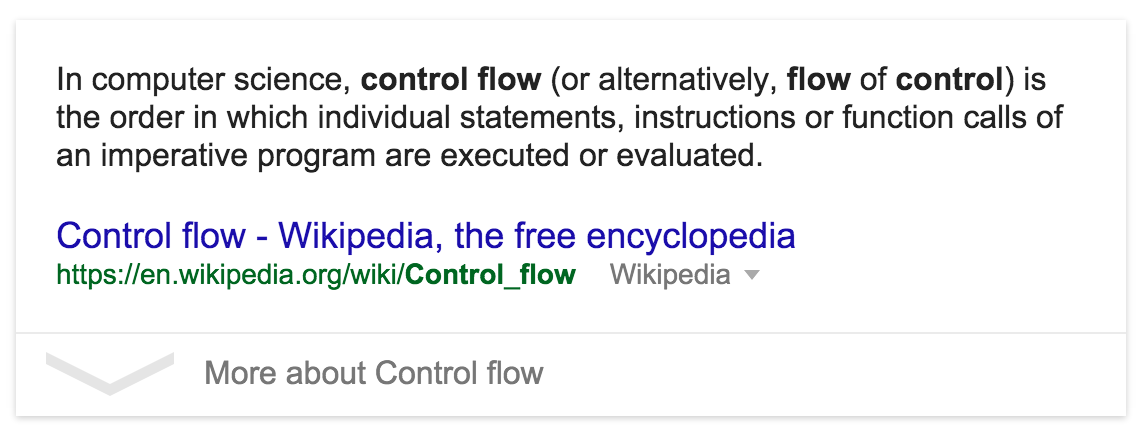 In computer science, control flow (or alternatively, flow of control) is
the order in which individual statements, instructions or function calls of
an imperative program are executed or evaluated.
Control flow - Wikipedia, the free encyclopedia
https://en.wikipedia.org/wiki/Control_flow Wikipedia
More about Control flow